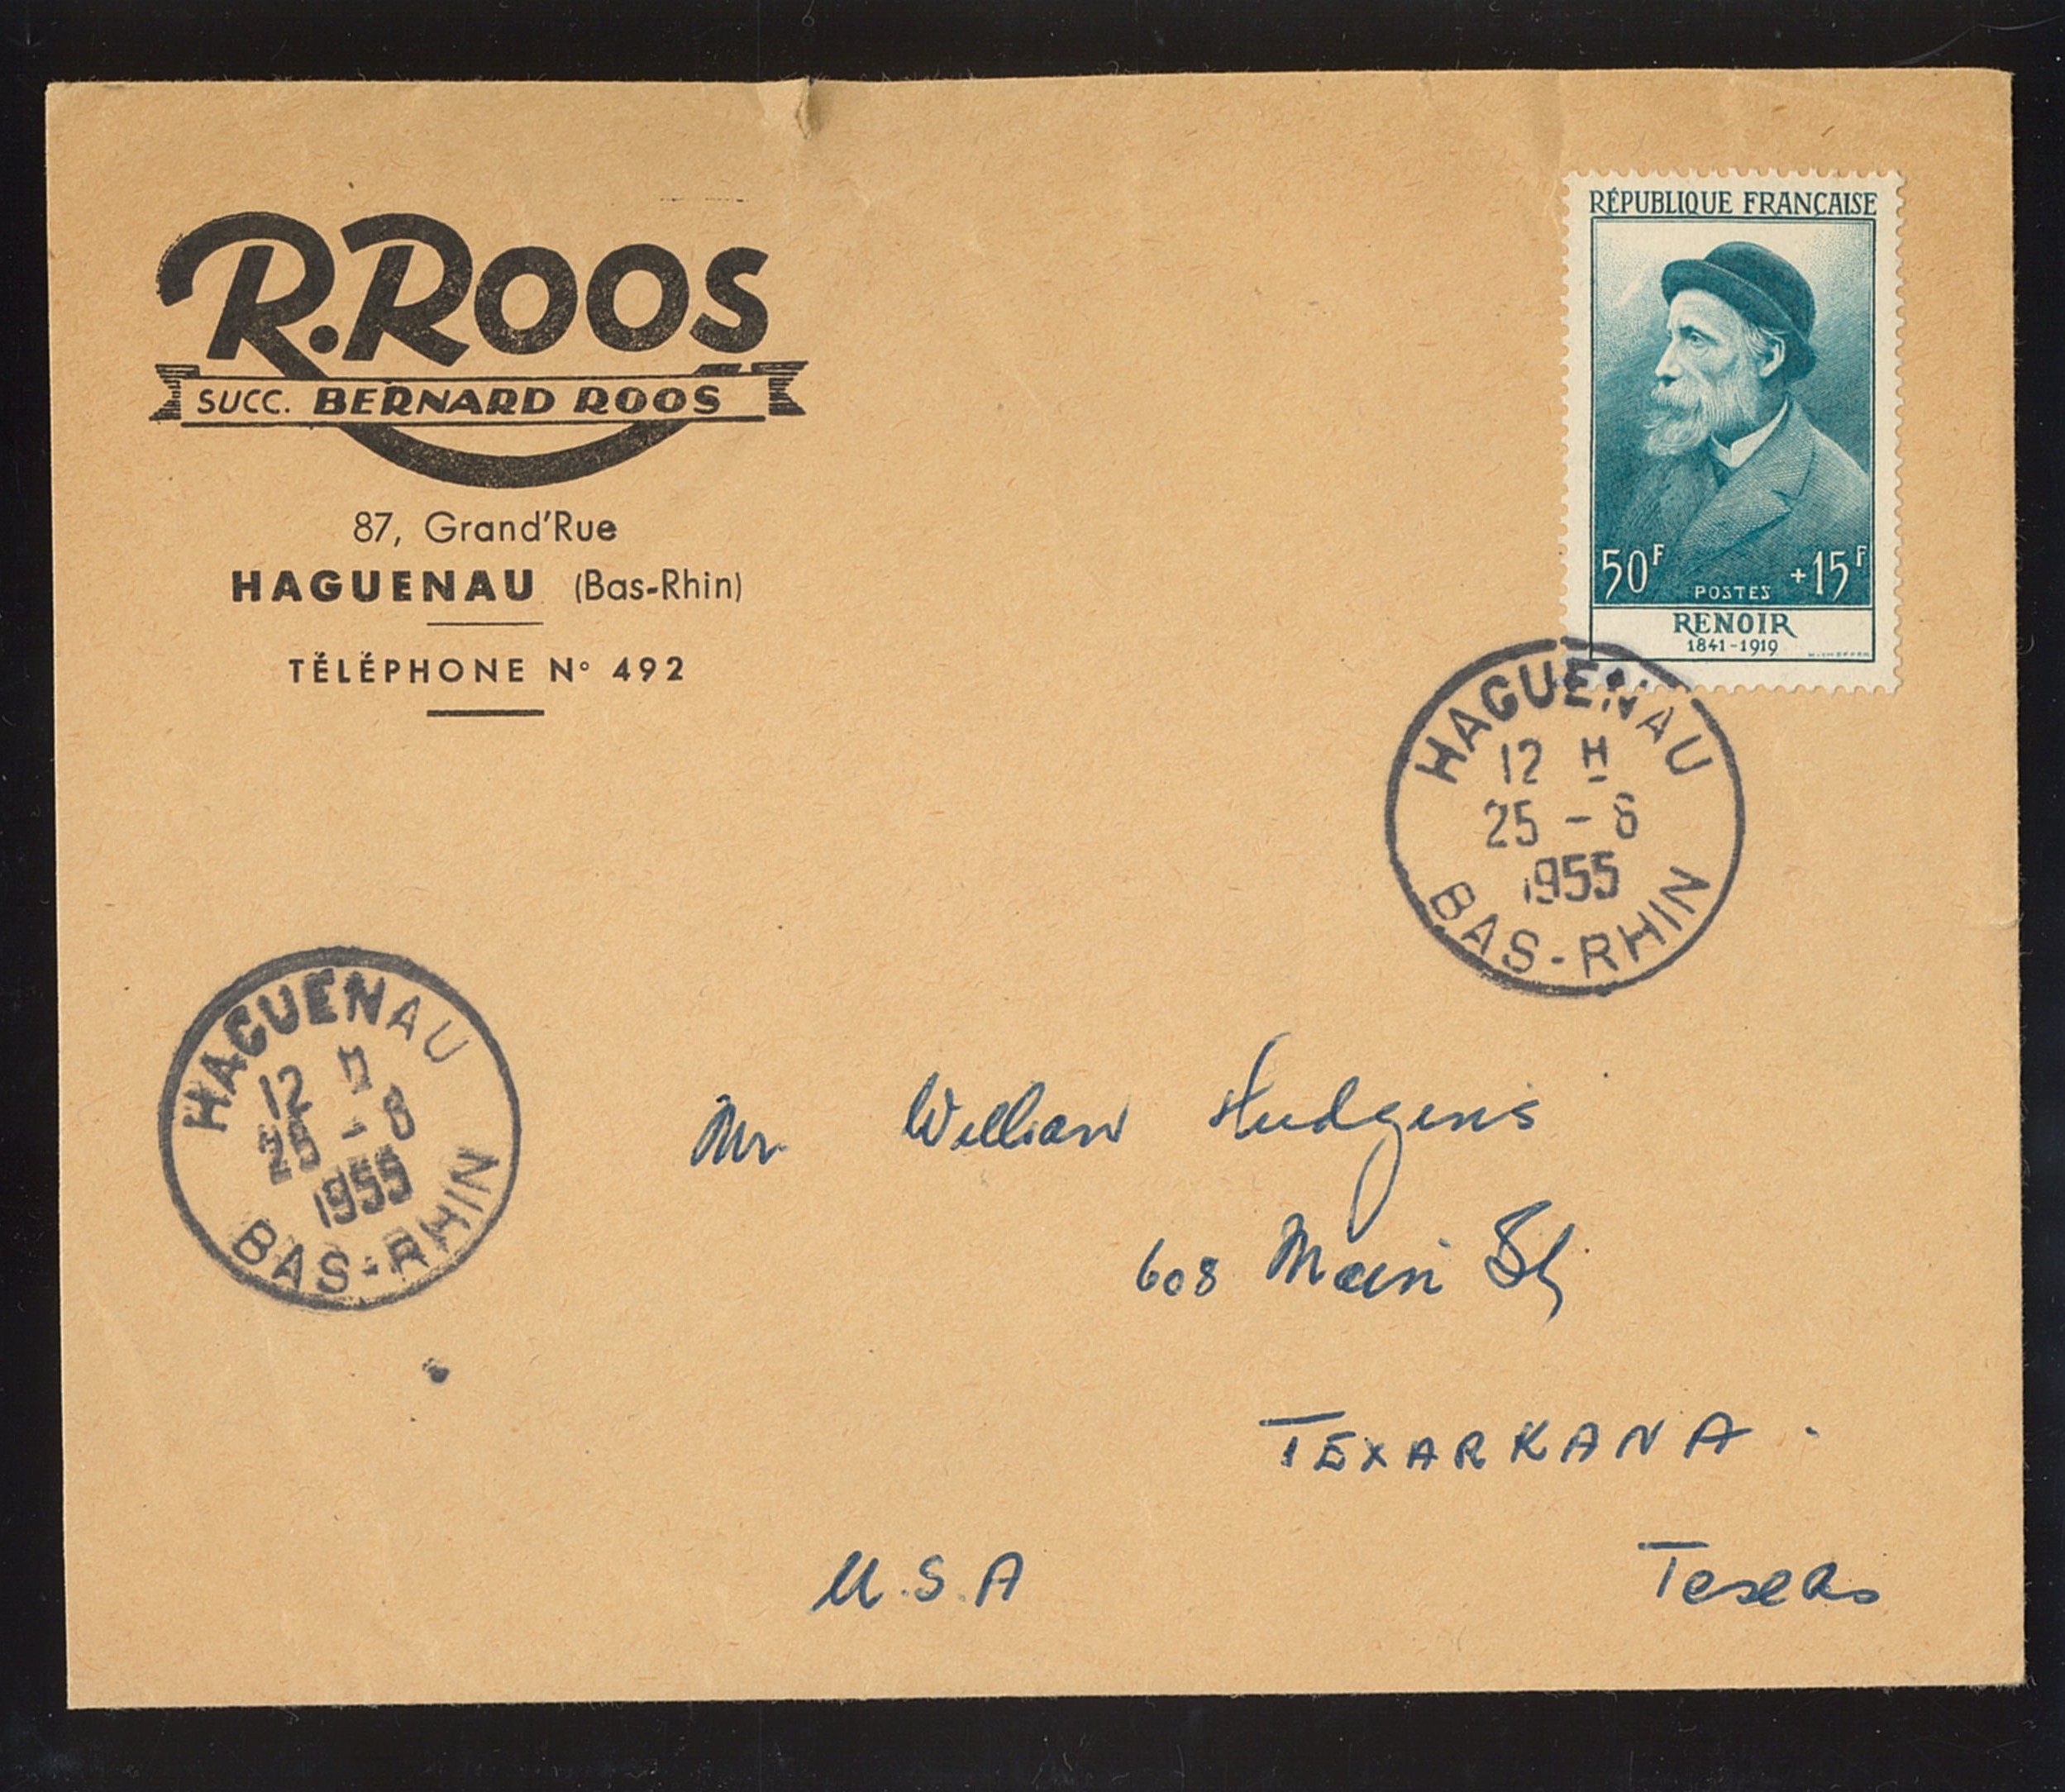 R.ROOS
SUCC. BERNARD ROOS
87, Grand'Rue
HAGUENAU (Bas-Rhin)
TÉLÉPHONE N° 492
RÉPUBLIQUE FRANÇAISE
50F POSTES +15F
RENOIR
1841-1919
HAGUENAU
12 H
25 - 6
1955
BAS-RHIN
HAGUENAU
12 H
25 - 6
1955
BAS-RHIN
Mr William Hudgens
608 Main St
TEXARKANA.
U.S.A Texas